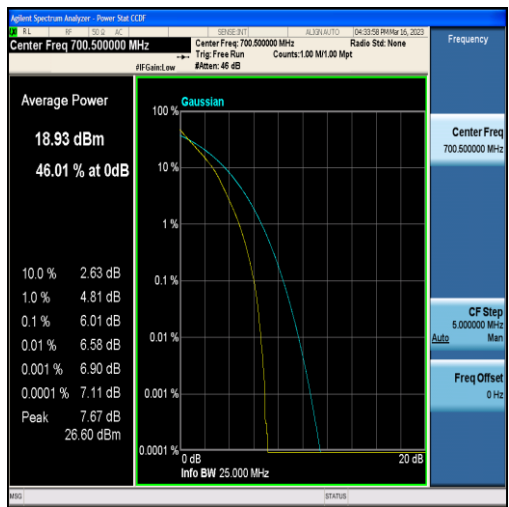 Agilent Spectrum Analyzer - Power Stat CCDF
RL RF 50 Ω AC SENSE:INT ALIGN AUTO 04:33:58 PM Mar 16, 2023
Center Freq 700.500000 MHz
Center Freq: 700.500000 MHz Radio Std: None
Trig: Free Run Counts:1.00 M/1.00 Mpt
#IFGain:Low #Atten: 46 dB
Frequency
Average Power
18.93 dBm
46.01 % at 0dB
10.0 % 2.63 dB
1.0 % 4.81 dB
0.1 % 6.01 dB
0.01 % 6.58 dB
0.001 % 6.90 dB
0.0001 % 7.11 dB
Peak 7.67 dB
26.60 dBm
Gaussian
100 %
10 %
1 %
0.1 %
0.01 %
0.001 %
0.0001 %
0 dB 20 dB
Info BW 25.000 MHz
Center Freq
700.500000 MHz
CF Step
5.000000 MHz
Auto Man
Freq Offset
0 Hz
MSG STATUS